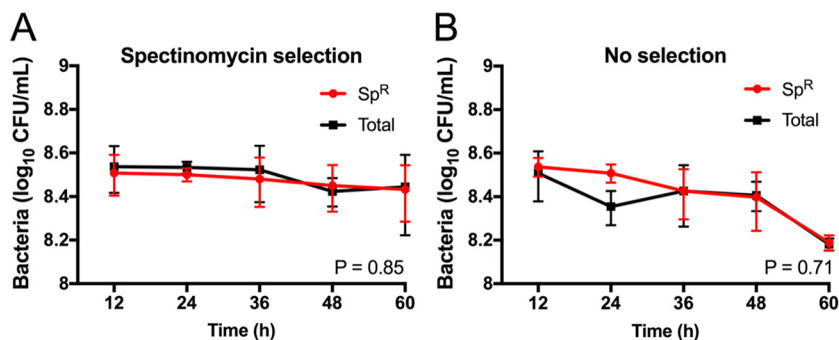 A
Spectinomycin selection
Bacteria (log10 CFU/mL)
9
8.8
8.6
8.4
8.2
8
SpR
Total
P = 0.85
12 24 36 48 60
Time (h)
B
No selection
Bacteria (log10 CFU/mL)
9
8.8
8.6
8.4
8.2
8
SpR
Total
P = 0.71
12 24 36 48 60
Time (h)